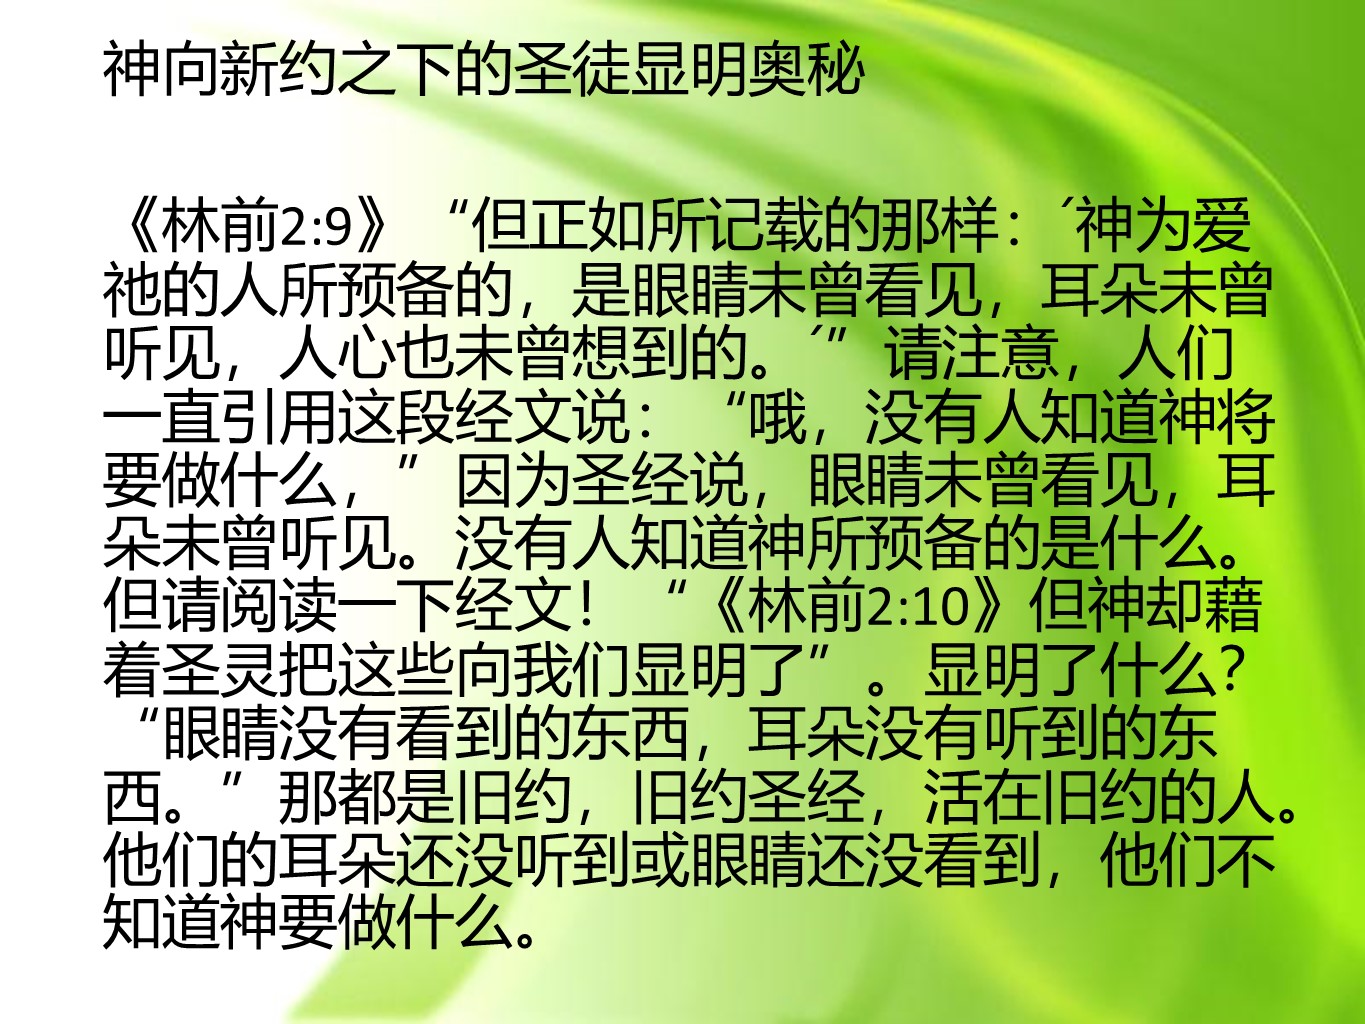 神向新约之下的圣徒显明奥秘
《林前2:9》“但正如所记载的那样：´神为爱
祂的人所预备的，是眼睛未曾看见，耳朵未曾
听见，人心也未曾想到的。´”请注意，人们
一直引用这段经文说：“哦，没有人知道神将
要做什么，”因为圣经说，眼睛未曾看见，耳
朵未曾听见。没有人知道神所预备的是什么。
但请阅读一下经文！“《林前2:10》但神却藉
着圣灵把这些向我们显明了”。显明了什么？
“眼睛没有看到的东西，耳朵没有听到的东
西。”那都是旧约，旧约圣经，活在旧约的人。
他们的耳朵还没听到或眼睛还没看到，他们不
知道神要做什么。